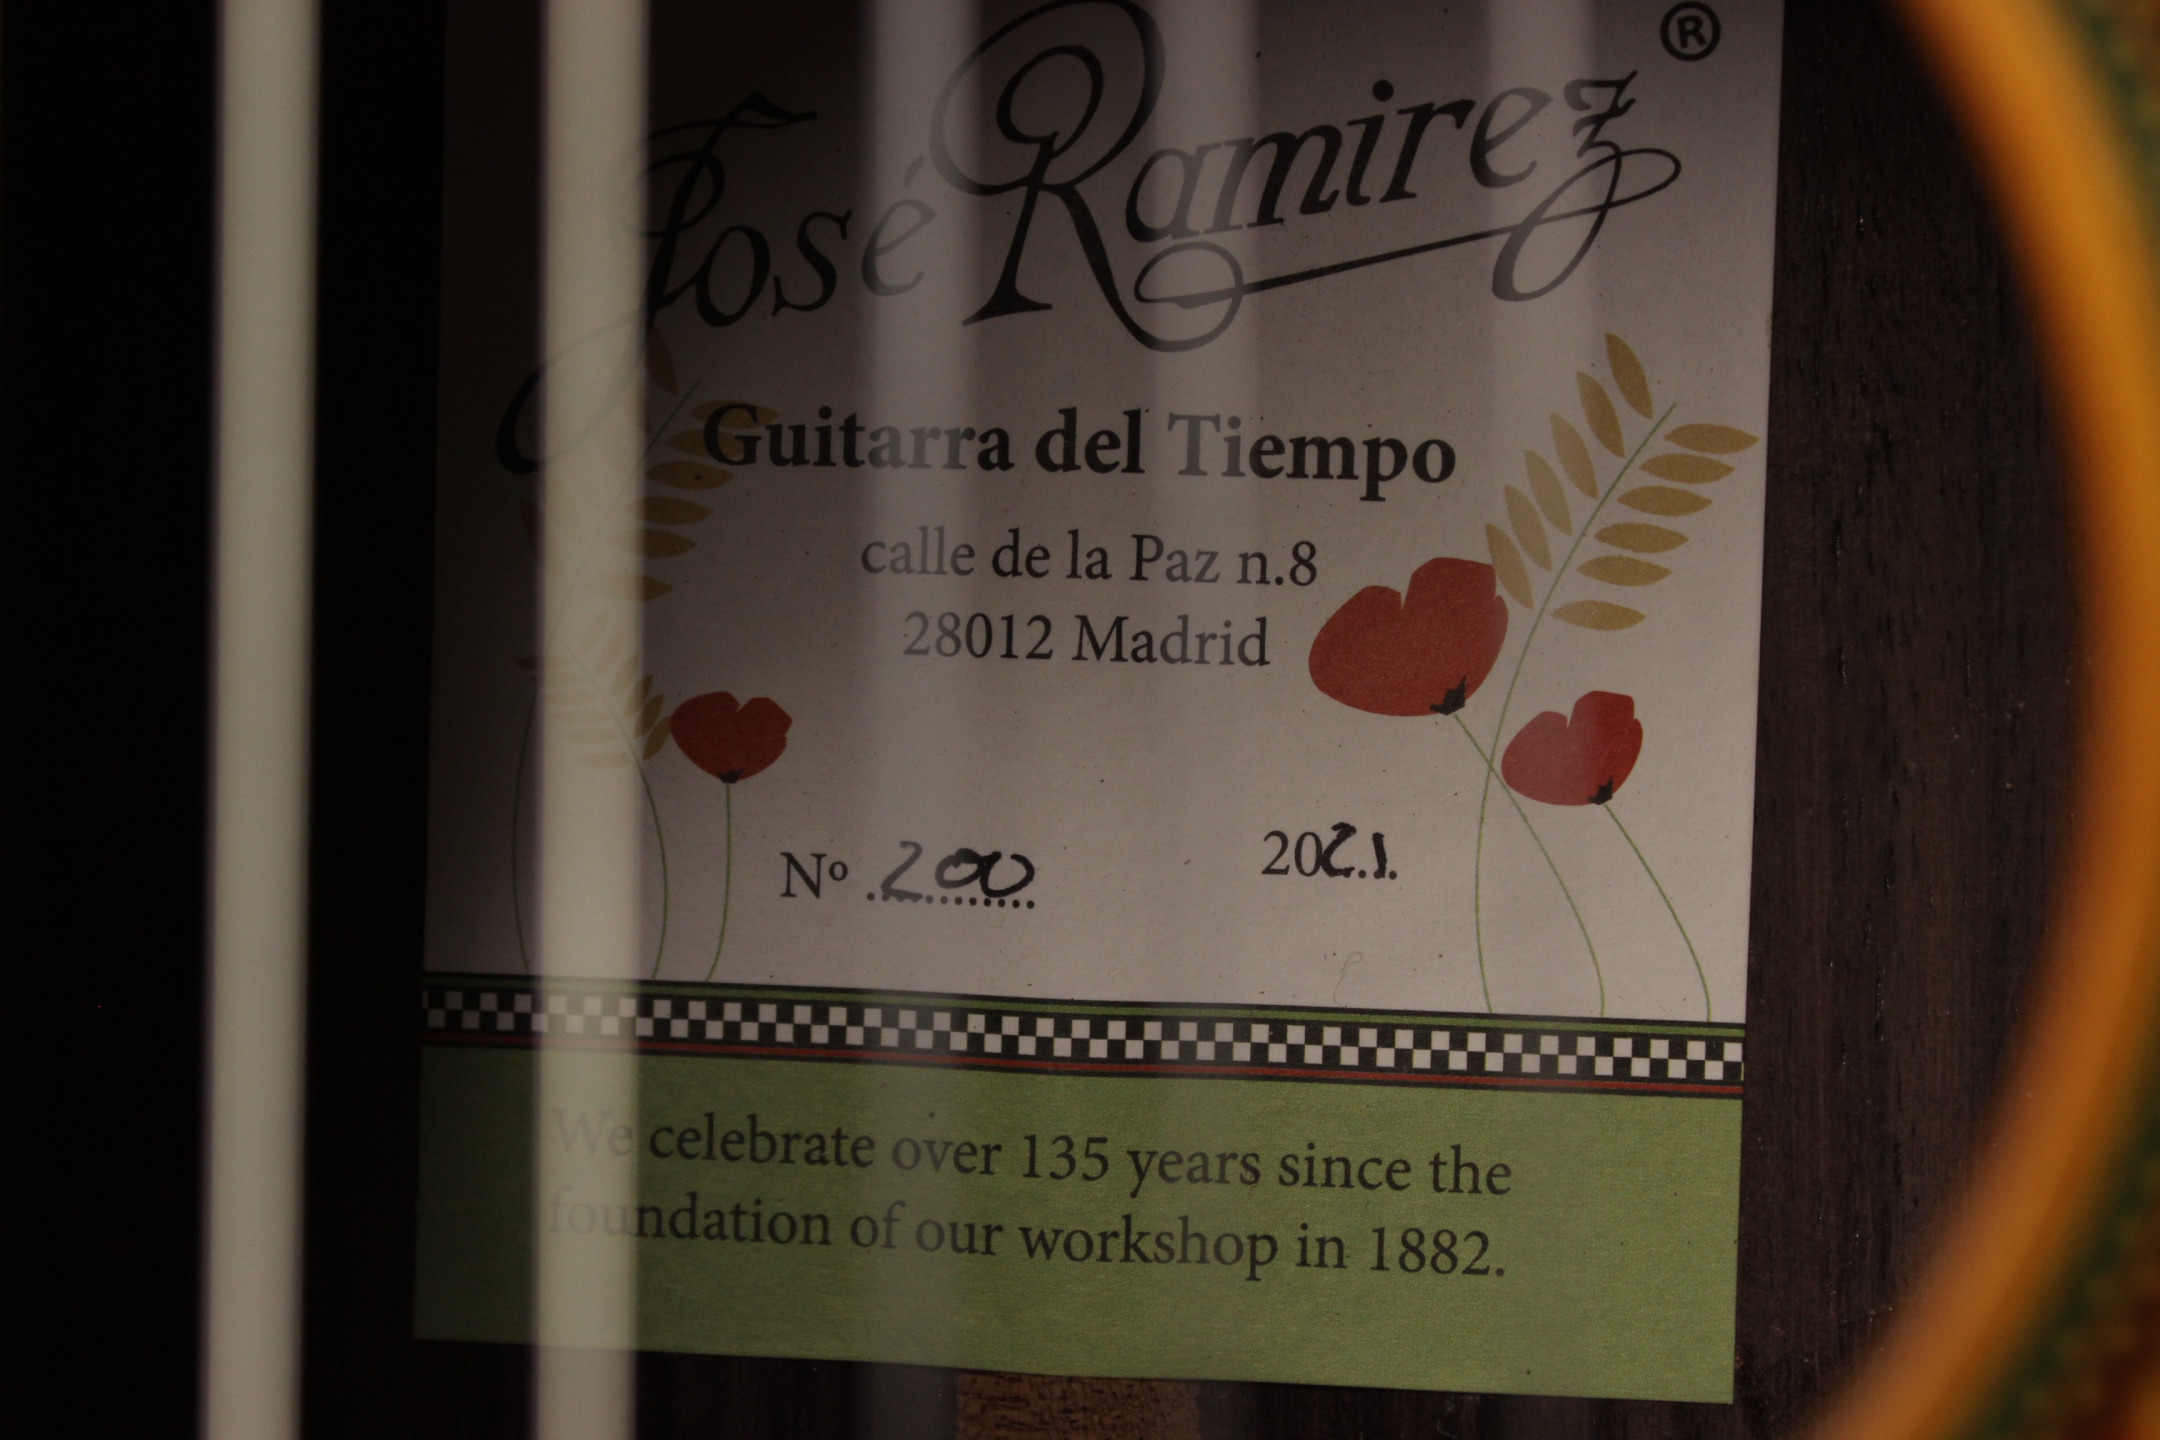 José Ramirez ®
Guitarra del Tiempo
calle de la Paz n.8
28012 Madrid
Nº 200 2021
We celebrate over 135 years since the
foundation of our workshop in 1882.